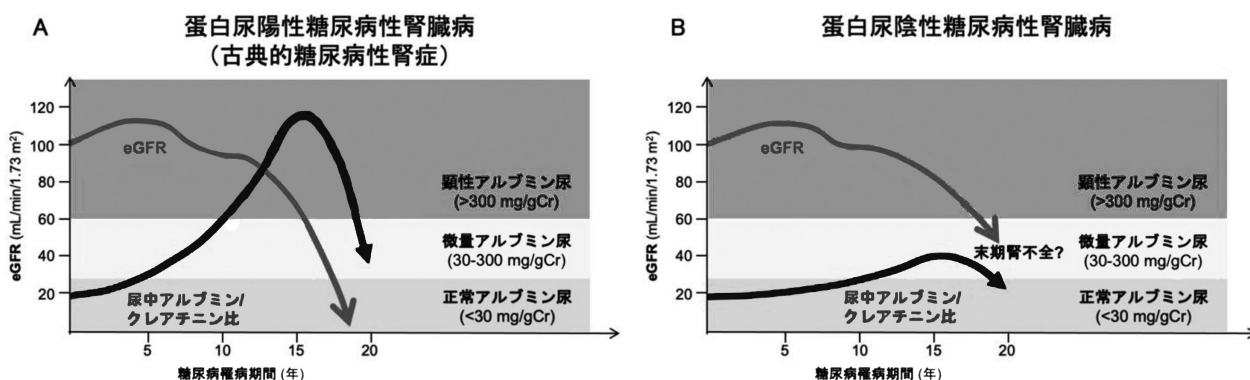 A
蛋白尿陽性糖尿病性腎臓病
(古典的糖尿病性腎症)
eGFR (mL/min/1.73 m²)
120
100
80
60
40
20
eGFR
顕性アルブミン尿
(>300 mg/gCr)
微量アルブミン尿
(30-300 mg/gCr)
正常アルブミン尿
(<30 mg/gCr)
尿中アルブミン/
クレアチニン比
5
10
15
20
糖尿病罹病期間 (年)
B
蛋白尿陰性糖尿病性腎臓病
eGFR (mL/min/1.73 m²)
120
100
80
60
40
20
eGFR
顕性アルブミン尿
(>300 mg/gCr)
末期腎不全?
微量アルブミン尿
(30-300 mg/gCr)
正常アルブミン尿
(<30 mg/gCr)
尿中アルブミン/
クレアチニン比
5
10
15
20
糖尿病罹病期間 (年)